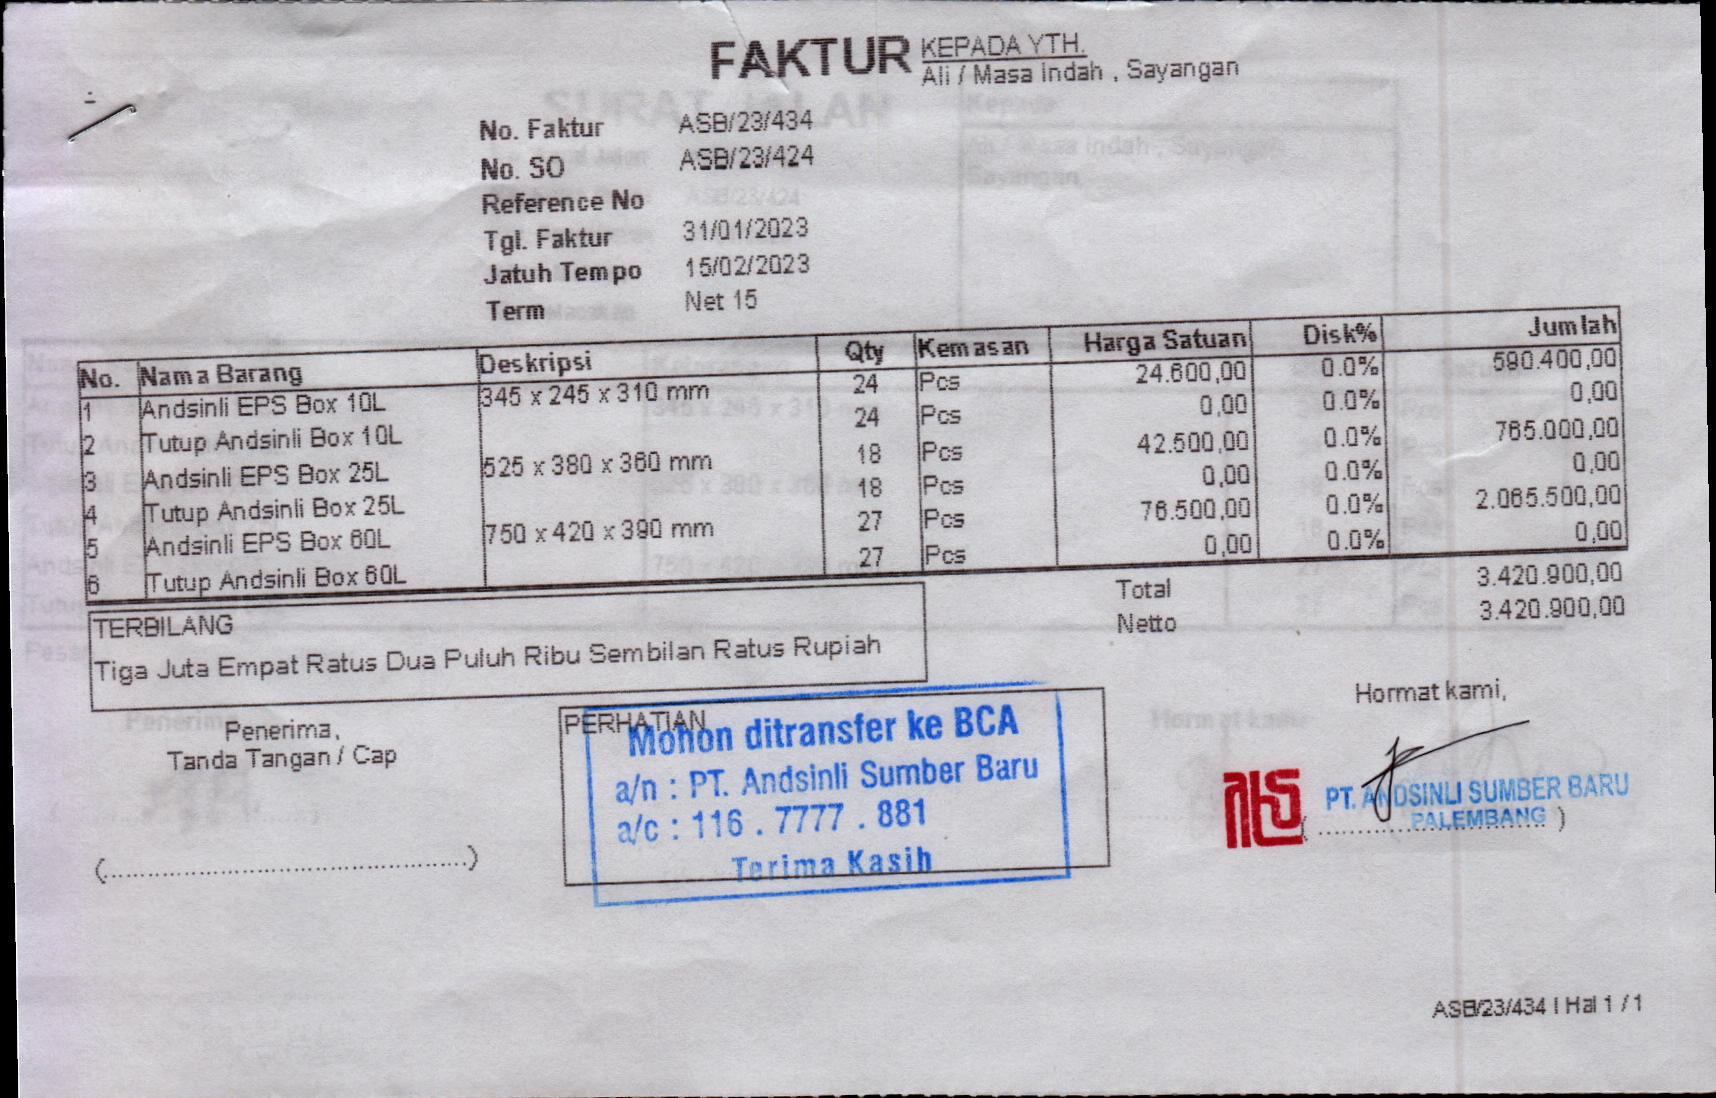 FAKTUR
KEPADA YTH.
Ali / Masa Indah , Sayangan
No. Faktur ASB/23/434
No. SO ASB/23/424
Reference No
Tgl. Faktur 31/01/2023
Jatuh Tempo 15/02/2023
Term Net 15
No. Nama Barang Deskripsi Qty Kemasan Harga Satuan Disk% Jumlah
1 Andsinli EPS Box 10L 345 x 245 x 310 mm 24 Pcs 24.600,00 0.0% 590.400,00
2 Tutup Andsinli Box 10L 24 Pcs 0,00 0.0% 0,00
3 Andsinli EPS Box 25L 525 x 380 x 360 mm 18 Pcs 42.500,00 0.0% 765.000,00
4 Tutup Andsinli Box 25L 18 Pcs 0,00 0.0% 0,00
5 Andsinli EPS Box 60L 750 x 420 x 390 mm 27 Pcs 76.500,00 0.0% 2.065.500,00
6 Tutup Andsinli Box 60L 27 Pcs 0,00 0.0% 0,00
Total 3.420.900,00
Netto 3.420.900,00
TERBILANG
Tiga Juta Empat Ratus Dua Puluh Ribu Sembilan Ratus Rupiah
Penerima,
Tanda Tangan / Cap
(................................................)
PERHATIAN
Mohon ditransfer ke BCA
a/n : PT. Andsinli Sumber Baru
a/c : 116 . 7777 . 881
Terima Kasih
Hormat kami,
PT. ANDSINLI SUMBER BARU
PALEMBANG
(................................)
ASB/23/434 | Hal 1 / 1